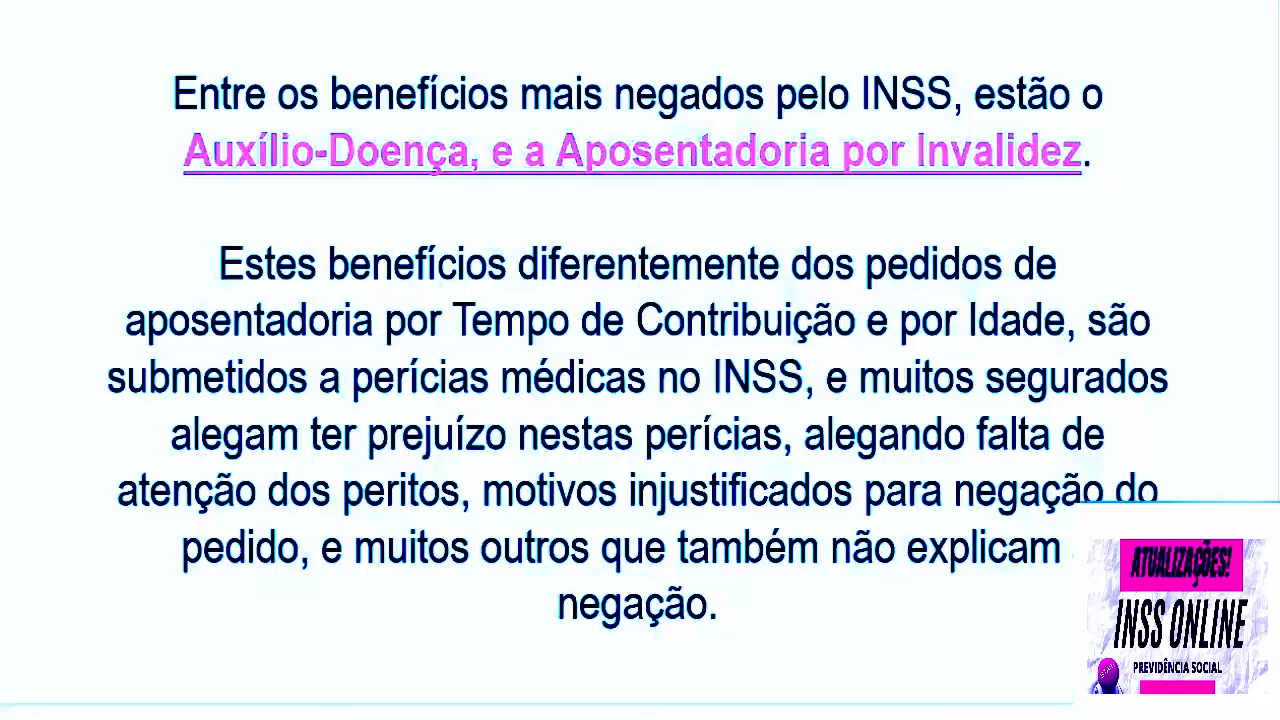 Entre os benefícios mais negados pelo INSS, estão o
Auxílio-Doença, e a Aposentadoria por Invalidez.
Estes benefícios diferentemente dos pedidos de
aposentadoria por Tempo de Contribuição e por Idade, são
submetidos a perícias médicas no INSS, e muitos segurados
alegam ter prejuízo nestas perícias, alegando falta de
atenção dos peritos, motivos injustificados para negação do
pedido, e muitos outros que também não explicam
negação.
ATUALIZAÇÕES!
INSS ONLINE
PREVIDÊNCIA SOCIAL